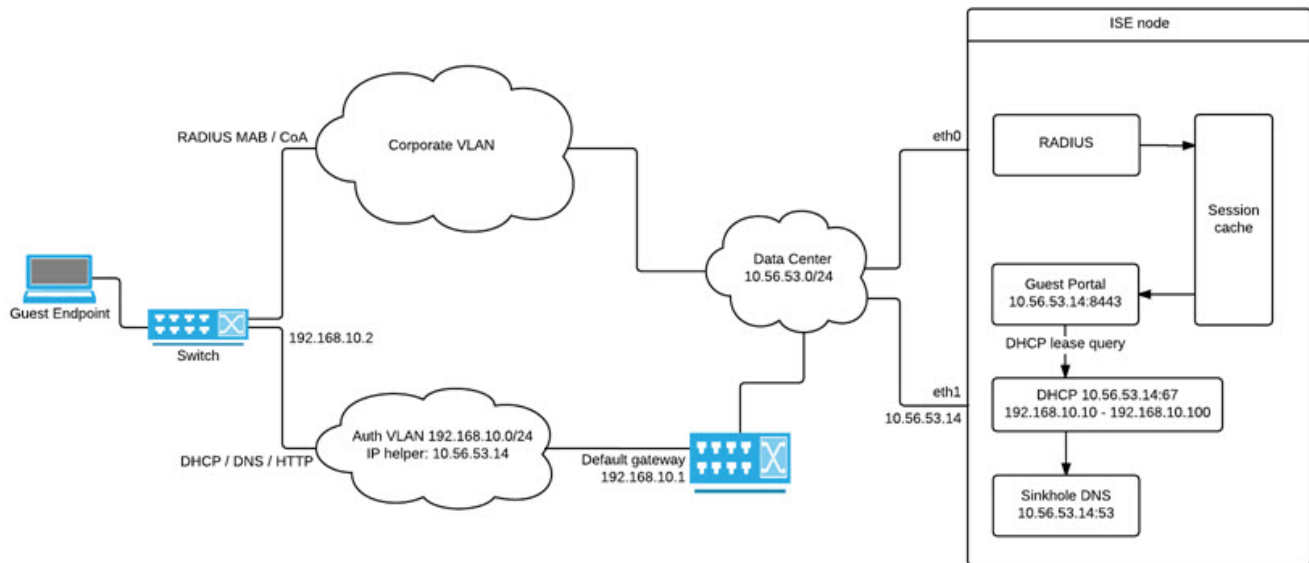 ISE node
RADIUS MAB / CoA
Corporate VLAN
eth0
RADIUS
Session
cache
Data Center
10.56.53.0/24
Guest Portal
10.56.53.14:8443
Guest Endpoint
192.168.10.2
Switch
DHCP lease query
eth1
10.56.53.14
DHCP 10.56.53.14:67
192.168.10.10 - 192.168.10.100
Auth VLAN 192.168.10.0/24
IP helper: 10.56.53.14
DHCP / DNS / HTTP
Default gateway
192.168.10.1
Sinkhole DNS
10.56.53.14:53